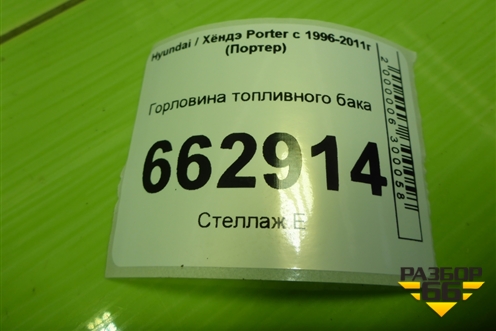 Hyundai / Хёндэ Porter с 1996-2011г
(Портер)
Горловина топливного бака
662914
Стеллаж Е
2000006300058
РАЗБОР
66